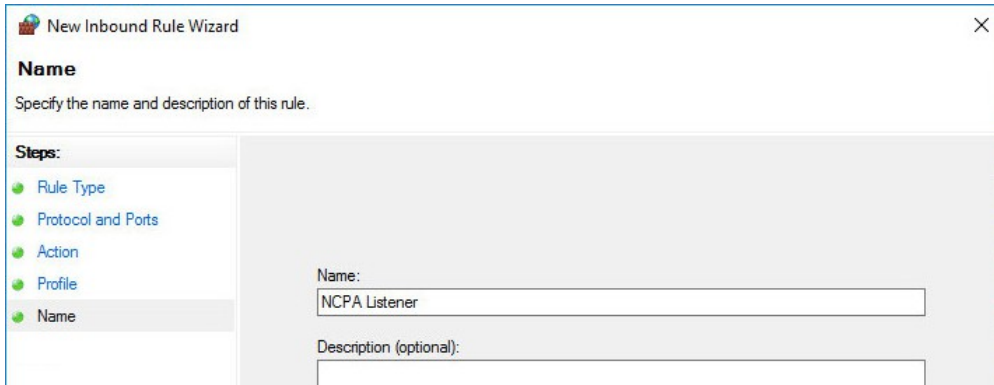 New Inbound Rule Wizard
Name
Specify the name and description of this rule.
Steps:
Rule Type
Protocol and Ports
Action
Profile
Name
Name:
NCPA Listener
Description (optional):